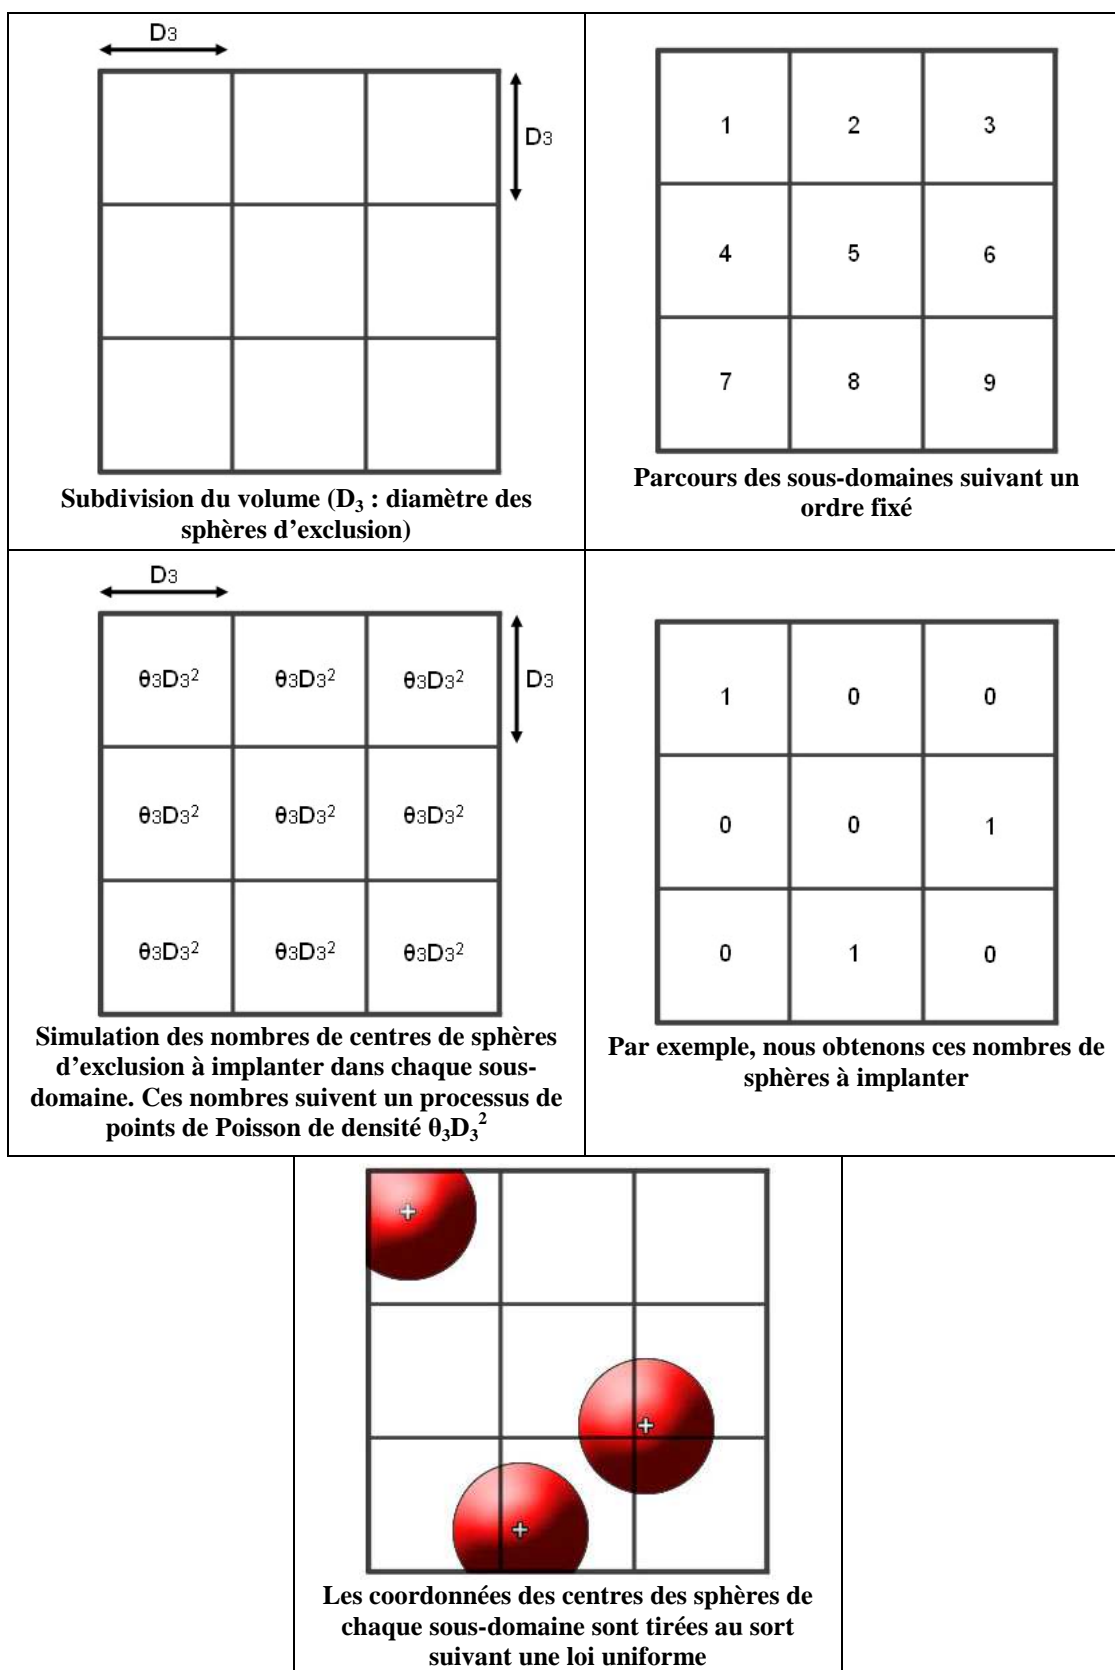 D3
D3
Subdivision du volume (D₃ : diamètre des
sphères d’exclusion)
1 2 3
4 5 6
7 8 9
Parcours des sous-domaines suivant un
ordre fixé
D3
D3
θ3D3² θ3D3² θ3D3²
θ3D3² θ3D3² θ3D3²
θ3D3² θ3D3² θ3D3²
Simulation des nombres de centres de sphères
d’exclusion à implanter dans chaque sous-
domaine. Ces nombres suivent un processus de
points de Poisson de densité θ₃D₃²
1 0 0
0 0 1
0 1 0
Par exemple, nous obtenons ces nombres de
sphères à implanter
Les coordonnées des centres des sphères de
chaque sous-domaine sont tirées au sort
suivant une loi uniforme